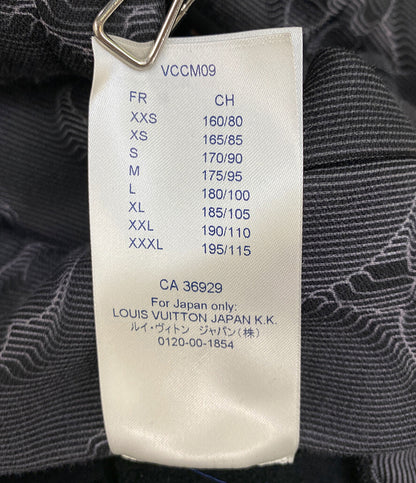 VCCM09
FR CH
XXS 160/80
XS 165/85
S 170/90
M 175/95
L 180/100
XL 185/105
XXL 190/110
XXXL 195/115
CA 36929
For Japan only:
LOUIS VUITTON JAPAN K.K.
ルイ・ヴィトン ジャパン(株)
0120-00-1854